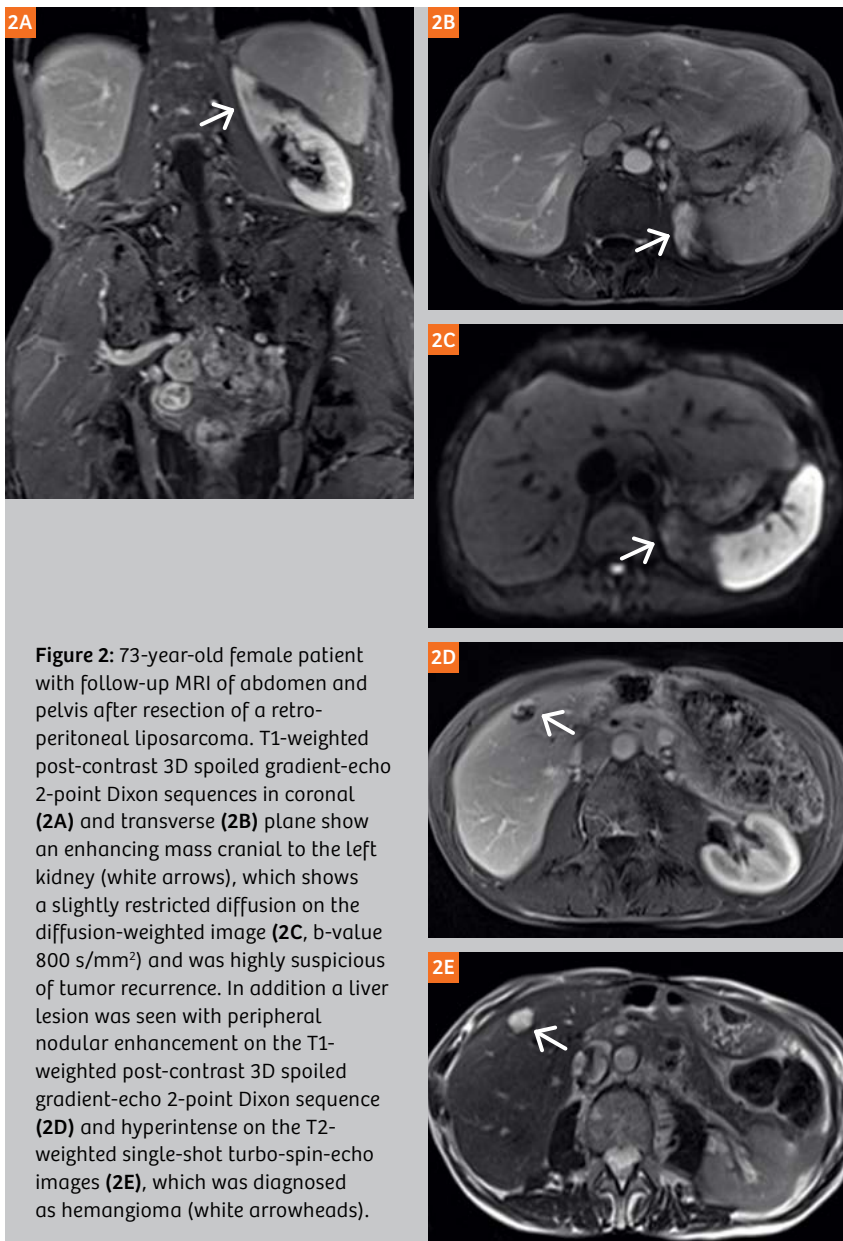 2A
2B
2C
2D
2E
Figure 2: 73-year-old female patient
with follow-up MRI of abdomen and
pelvis after resection of a retro-
peritoneal liposarcoma. T1-weighted
post-contrast 3D spoiled gradient-echo
2-point Dixon sequences in coronal
(2A) and transverse (2B) plane show
an enhancing mass cranial to the left
kidney (white arrows), which shows
a slightly restricted diffusion on the
diffusion-weighted image (2C, b-value
800 s/mm²) and was highly suspicious
of tumor recurrence. In addition a liver
lesion was seen with peripheral
nodular enhancement on the T1-
weighted post-contrast 3D spoiled
gradient-echo 2-point Dixon sequence
(2D) and hyperintense on the T2-
weighted single-shot turbo-spin-echo
images (2E), which was diagnosed
as hemangioma (white arrowheads).